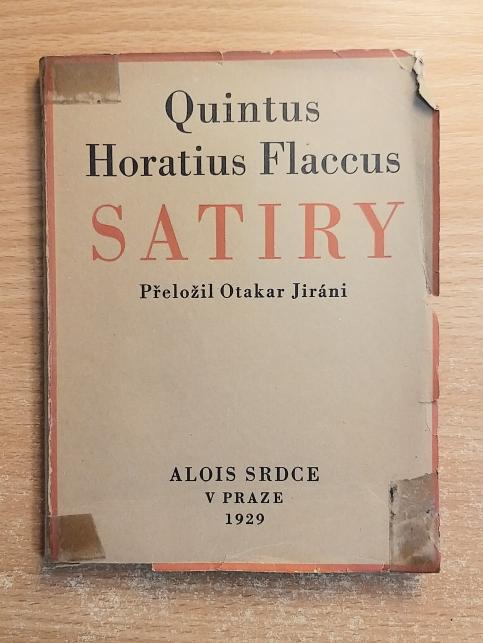 Quintus
Horatius Flaccus
SATIRY
Přeložil Otakar Jiráni
ALOIS SRDCE
V PRAZE
1929